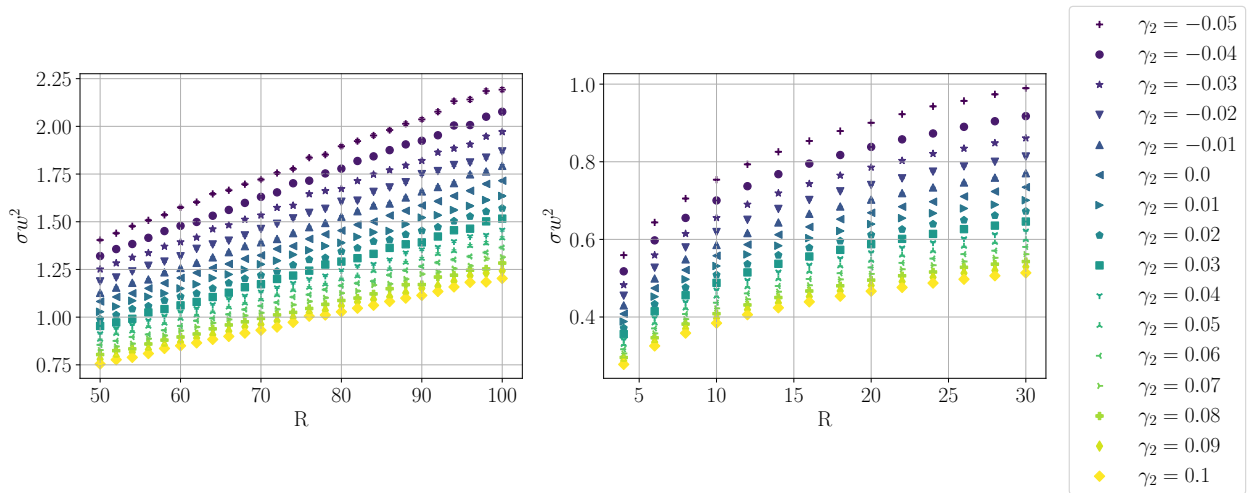 2.25
2.00
1.75
1.50
1.25
1.00
0.75
σw²
50
60
70
80
90
100
R
1.0
0.8
0.6
0.4
σw²
5
10
15
20
25
30
R
γ₂ = −0.05
γ₂ = −0.04
γ₂ = −0.03
γ₂ = −0.02
γ₂ = −0.01
γ₂ = 0.0
γ₂ = 0.01
γ₂ = 0.02
γ₂ = 0.03
γ₂ = 0.04
γ₂ = 0.05
γ₂ = 0.06
γ₂ = 0.07
γ₂ = 0.08
γ₂ = 0.09
γ₂ = 0.1